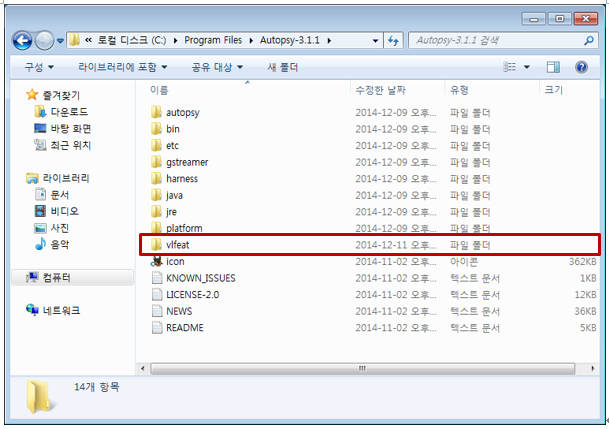 « 로컬 디스크 (C:) ▸ Program Files ▸ Autopsy-3.1.1 ▸
Autopsy-3.1.1 검색
구성 라이브러리에 포함 공유 대상 새 폴더
즐겨찾기
다운로드
바탕 화면
최근 위치
라이브러리
문서
비디오
사진
음악
컴퓨터
네트워크
이름 수정한 날짜 유형 크기
autopsy 2014-12-09 오후... 파일 폴더
bin 2014-12-09 오후... 파일 폴더
etc 2014-12-09 오후... 파일 폴더
gstreamer 2014-12-09 오후... 파일 폴더
harness 2014-12-09 오후... 파일 폴더
java 2014-12-09 오후... 파일 폴더
jre 2014-12-09 오후... 파일 폴더
platform 2014-12-09 오후... 파일 폴더
vlfeat 2014-12-11 오후... 파일 폴더
icon 2014-11-02 오후... 아이콘 362KB
KNOWN_ISSUES 2014-11-02 오후... 텍스트 문서 1KB
LICENSE-2.0 2014-11-02 오후... 텍스트 문서 12KB
NEWS 2014-11-02 오후... 텍스트 문서 36KB
README 2014-11-02 오후... 텍스트 문서 5KB
14개 항목